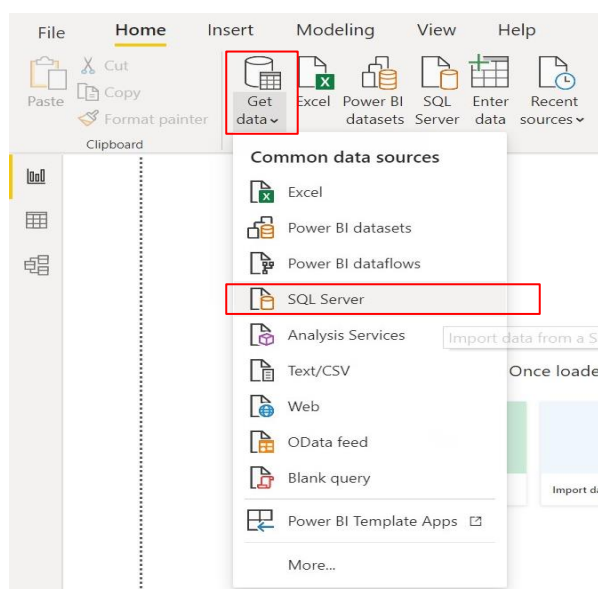 File Home Insert Modeling View Help
Cut
Copy
Format painter
Paste
Clipboard
Get data
Excel
Power BI datasets
SQL Server
Enter data
Recent sources
Common data sources
Excel
Power BI datasets
Power BI dataflows
SQL Server
Analysis Services
Import data from a S
Text/CSV
Once loade
Web
OData feed
Blank query
Import da
Power BI Template Apps
More...